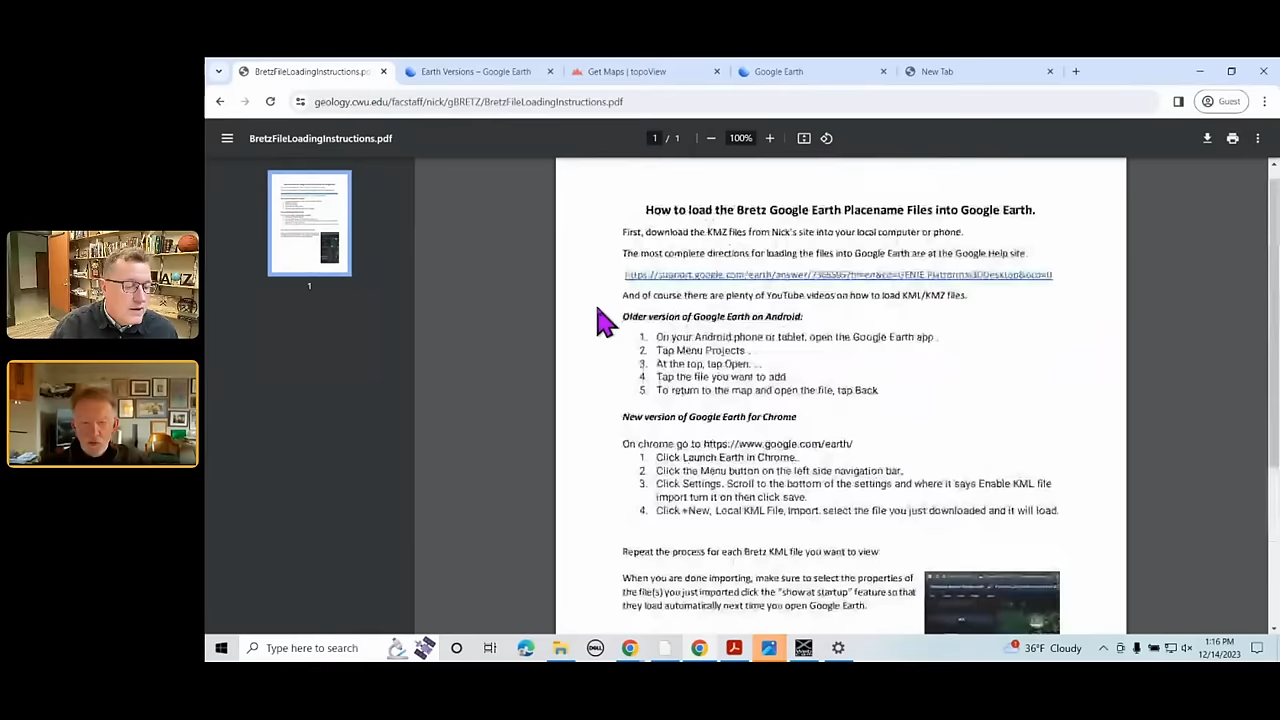 BretzFileLoadingInstructions.pd
Earth Versions – Google Earth
Get Maps | topoView
Google Earth
New Tab
geology.cwu.edu/facstaff/nick/gBRETZ/BretzFileLoadingInstructions.pdf
Guest
BretzFileLoadingInstructions.pdf
1 / 1
100%
1
How to load the Bretz Google Earth Placename Files into Google Earth.
First, download the KMZ files from Nick's site into your local computer or phone.
The most complete directions for loading the files into Google Earth are at the Google Help site.
And of course there are plenty of YouTube videos on how to load KML/KMZ files.
Older version of Google Earth on Android:
1. On your Android phone or tablet, open the Google Earth app .
2. Tap Menu Projects .
3. At the top, tap Open. ...
4. Tap the file you want to add
5. To return to the map and open the file, tap Back.
New version of Google Earth for Chrome
On chrome go to https://www.google.com/earth/
1. Click Launch Earth in Chrome.
2. Click the Menu button on the left side navigation bar.
3. Click Settings. Scroll to the bottom of the settings and where it says Enable KML file
import turn it on then click save.
4. Click +New, Local KML File, Import. select the file you just downloaded and it will load.
Repeat the process for each Bretz KML file you want to view
When you are done importing, make sure to select the properties of
the file(s) you just imported click the "show at startup" feature so that
they load automatically next time you open Google Earth.
Type here to search
DELL
36°F Cloudy
1:16 PM
12/14/2023